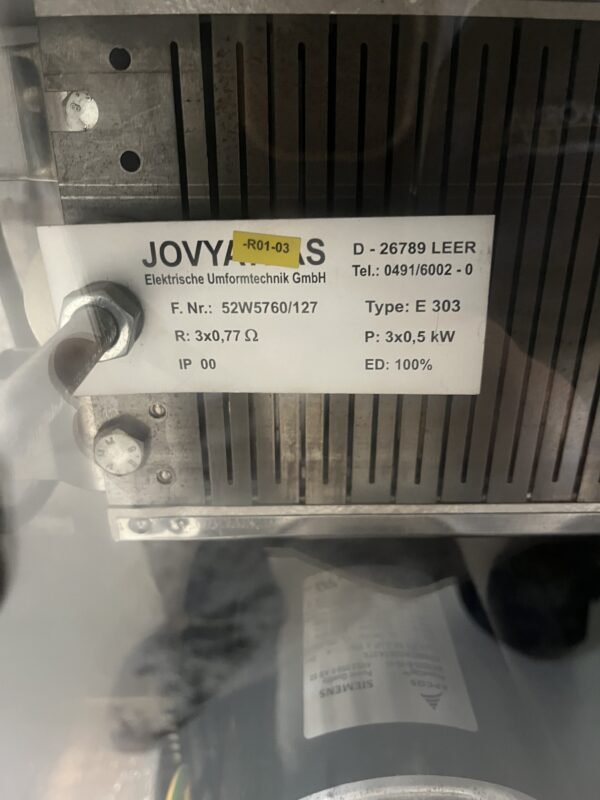 -R01-03
JOVYA AS
D - 26789 LEER
Elektrische Umformtechnik GmbH
Tel.: 0491/6002 - 0
F. Nr.: 52W5760/127
Type: E 303
R: 3x0,77 Ω
P: 3x0,5 kW
IP 00
ED: 100%
SIEMENS
EPCOS